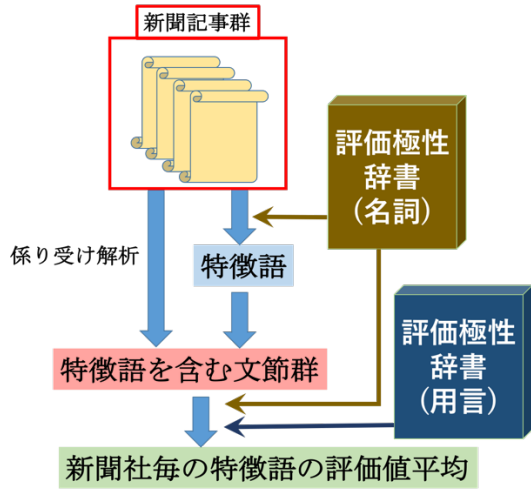 新聞記事群
評価極性
辞書
(名詞)
係り受け解析
特徴語
評価極性
辞書
(用言)
特徴語を含む文節群
新聞社毎の特徴語の評価値平均